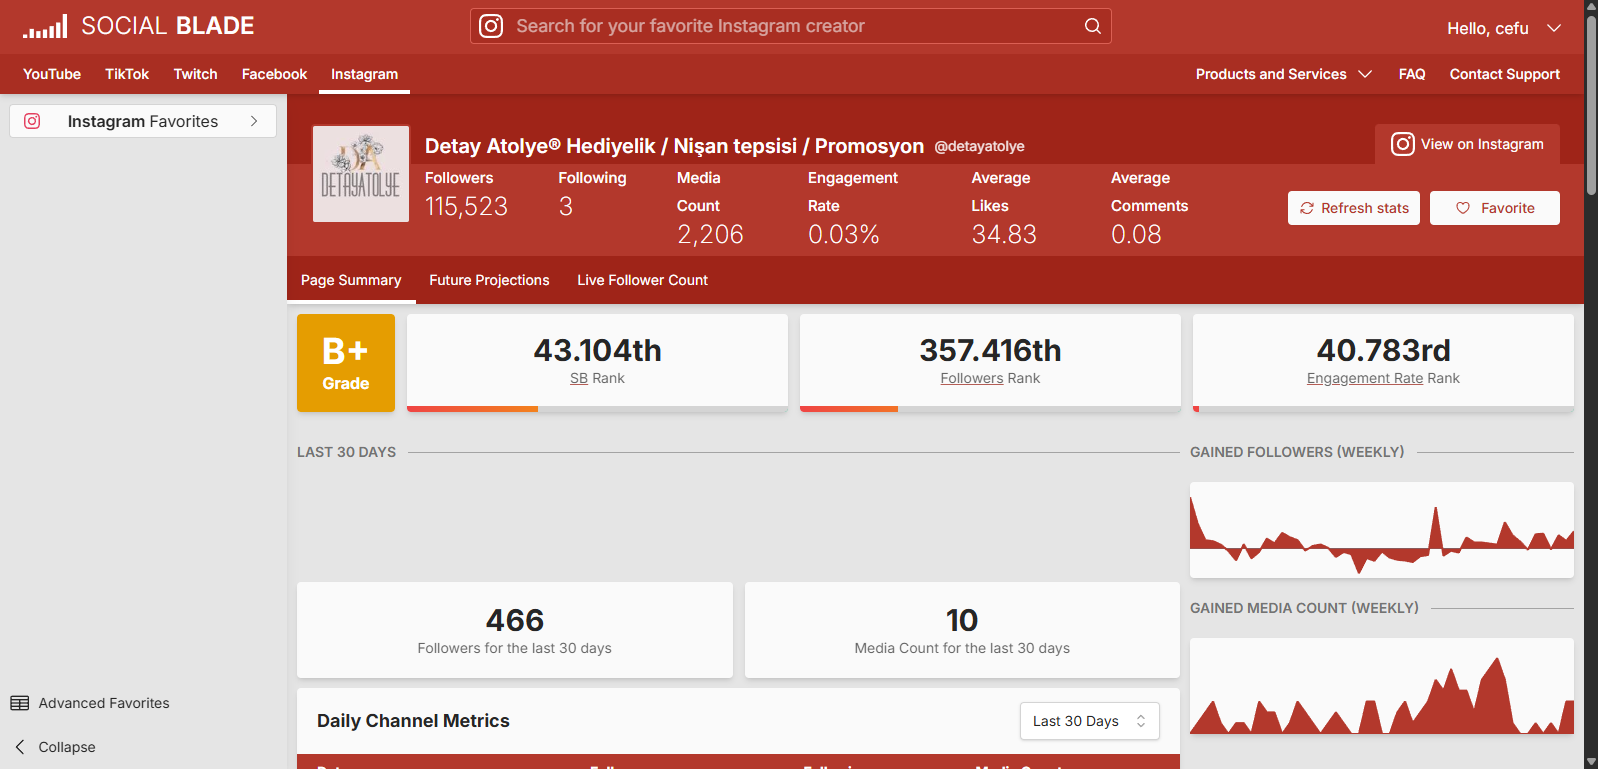 SOCIAL BLADE
Search for your favorite Instagram creator
Hello, cefu
YouTube TikTok Twitch Facebook Instagram
Products and Services FAQ Contact Support
Instagram Favorites
DETAYATOLYE
Detay Atolye® Hediyelik / Nişan tepsisi / Promosyon @detayatolye
View on Instagram
Followers
115,523
Following
3
Media
Count
2,206
Engagement
Rate
0.03%
Average
Likes
34.83
Average
Comments
0.08
Refresh stats
Favorite
Page Summary Future Projections Live Follower Count
B+
Grade
43.104th
SB Rank
357.416th
Followers Rank
40.783rd
Engagement Rate Rank
LAST 30 DAYS
GAINED FOLLOWERS (WEEKLY)
466
Followers for the last 30 days
10
Media Count for the last 30 days
GAINED MEDIA COUNT (WEEKLY)
Daily Channel Metrics
Last 30 Days
Advanced Favorites
Collapse